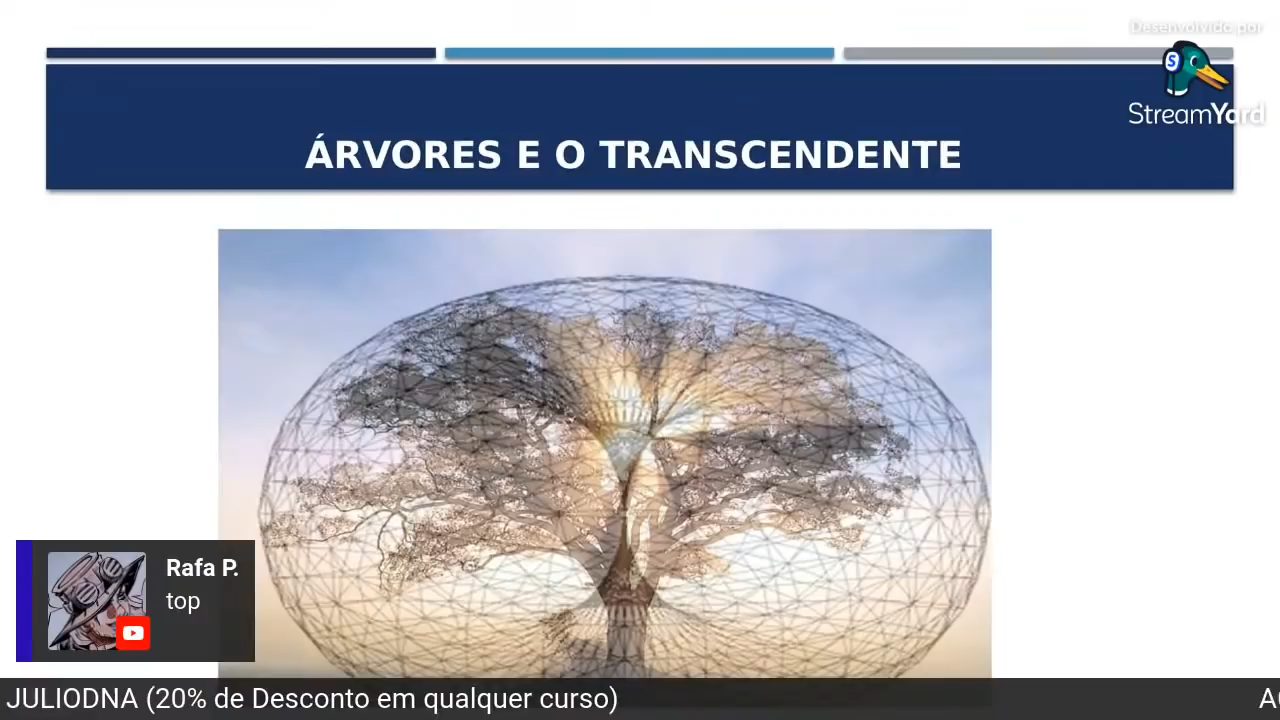 Desenvolvido por
StreamYard
ÁRVORES E O TRANSCENDENTE
Rafa P.
top
JULIODNA (20% de Desconto em qualquer curso)